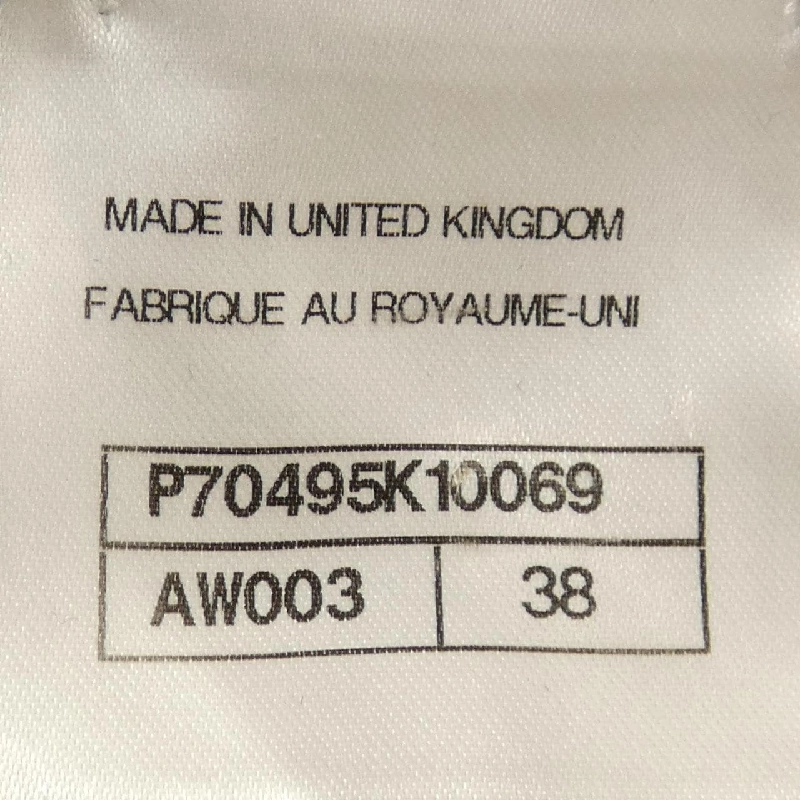 MADE IN UNITED KINGDOM
FABRIQUE AU ROYAUME-UNI
P70495K10069
AW003 38